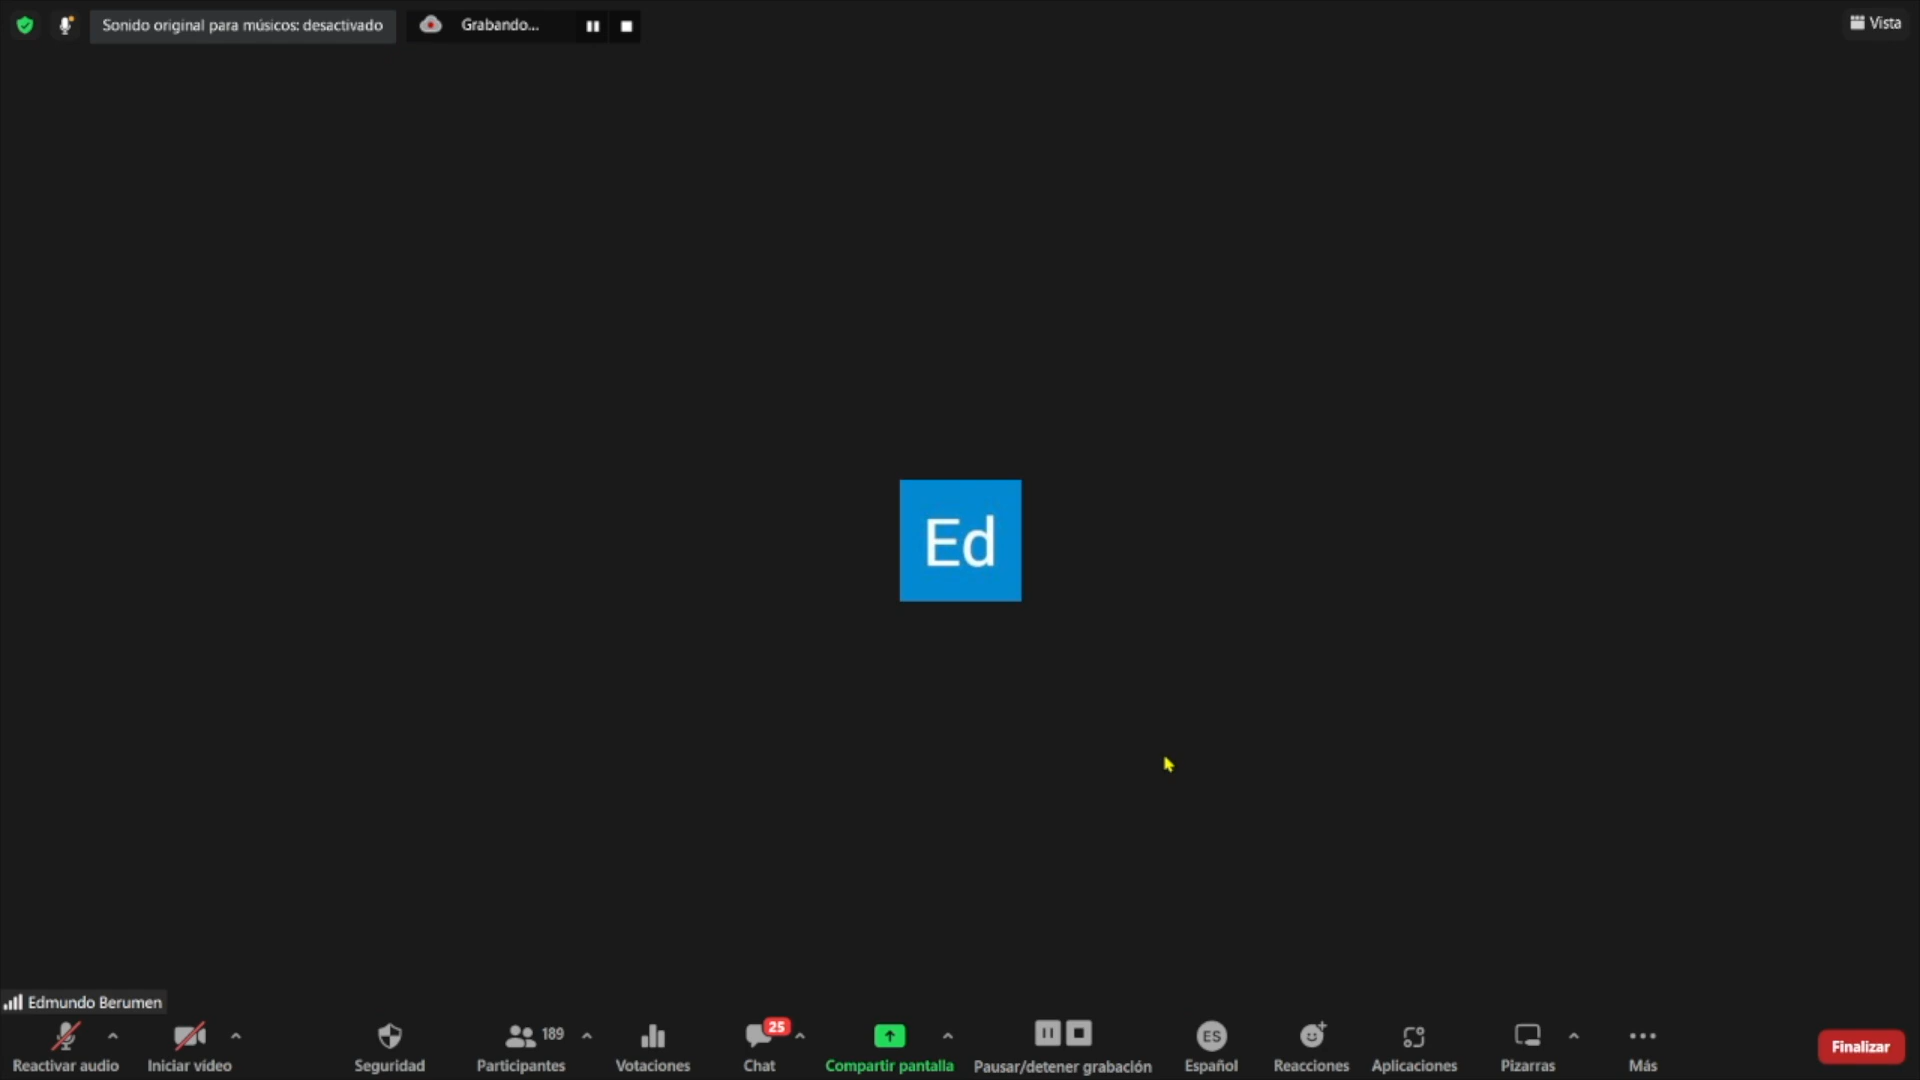 Sonido original para músicos: desactivado
Grabando...
Vista
Ed
Edmundo Berumen
Reactivar audio
Iniciar vídeo
Seguridad
189
Participantes
Votaciones
25
Chat
Compartir pantalla
Pausar/detener grabación
ES
Español
Reacciones
Aplicaciones
Pizarras
Más
Finalizar